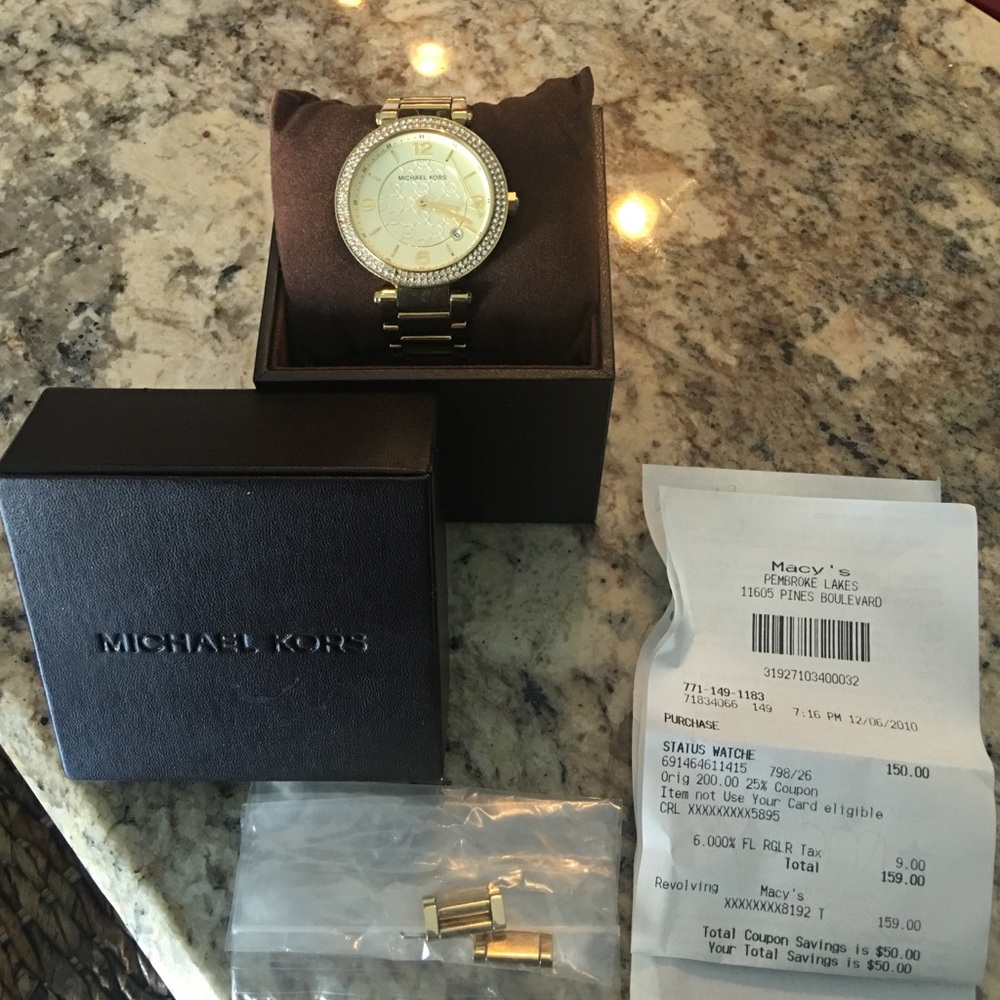 12
MICHAEL KORS
6
MICHAEL KORS
Macy's
PEMBROKE LAKES
11605 PINES BOULEVARD
31927103400032
771-149-1183
71834066 149 7:16 PM 12/06/2010
PURCHASE
STATUS WATCHE
691464611415 798/26 150.00
Orig 200.00 25% Coupon
Item not Use Your Card eligible
CRL XXXXXXXXX5895
6.000% FL RGLR Tax 9.00
Total 159.00
Revolving Macy's
XXXXXXXX8192 T 159.00
Total Coupon Savings is $50.00
Your Total Savings is $50.00